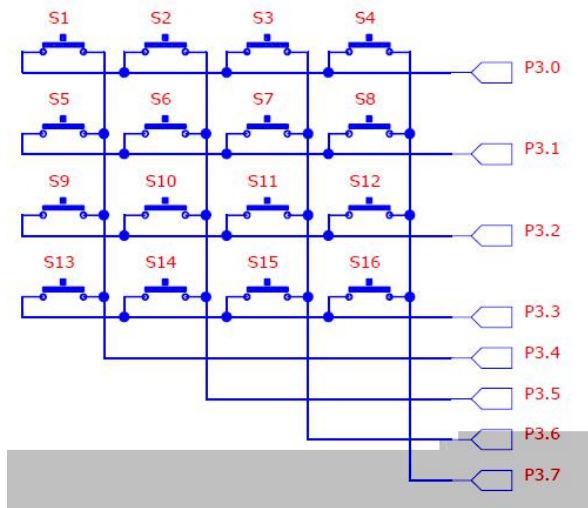 S1 S2 S3 S4
P3.0
S5 S6 S7 S8
P3.1
S9 S10 S11 S12
P3.2
S13 S14 S15 S16
P3.3
P3.4
P3.5
P3.6
P3.7